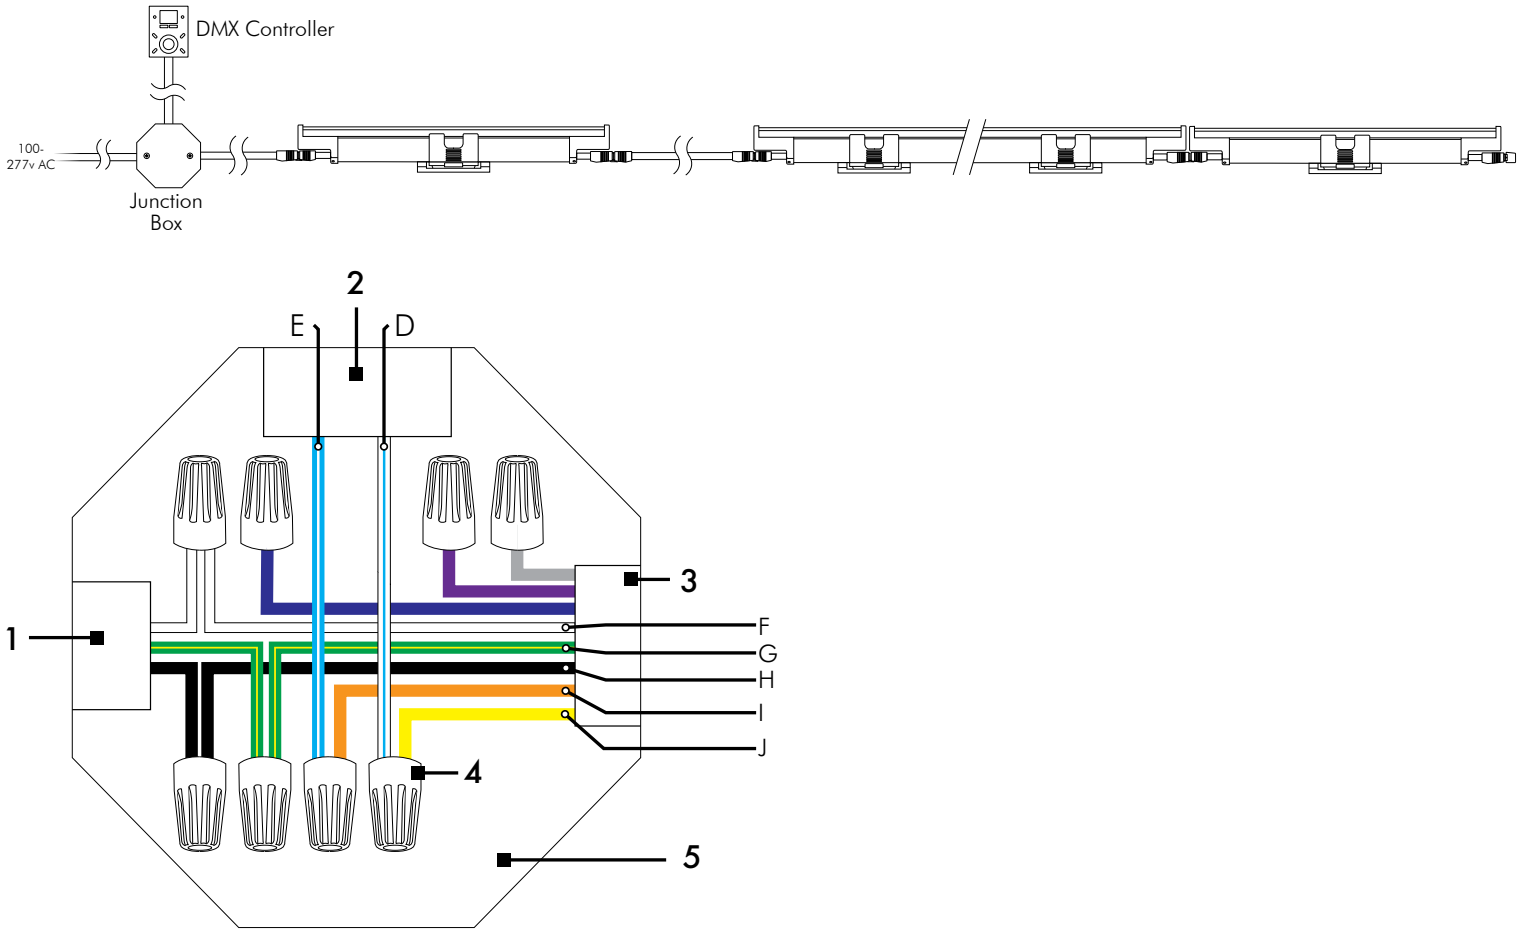 DMX Controller
100-
277v AC
Junction
Box
2
E
D
3
1
F
G
H
I
J
4
5